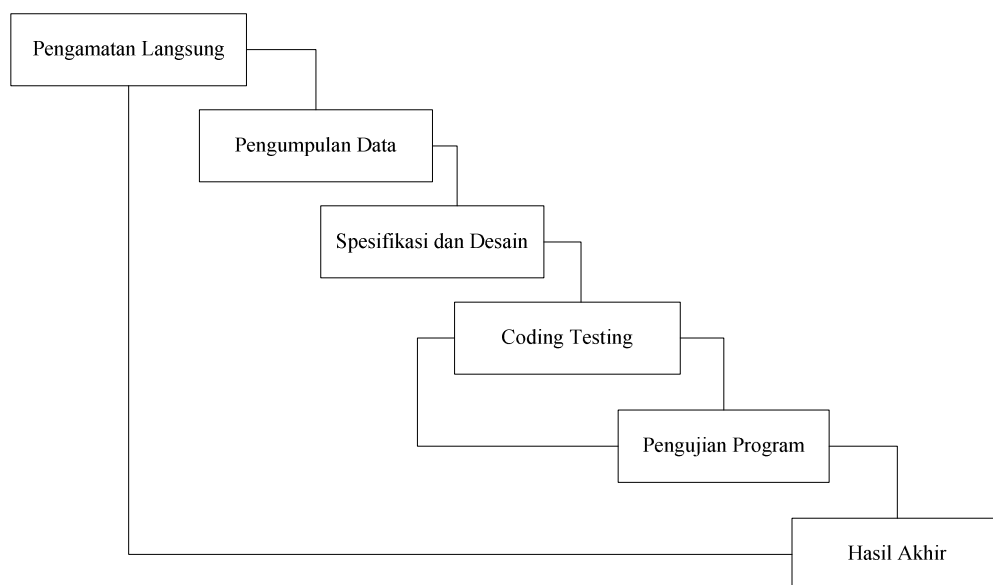 Pengamatan Langsung
Pengumpulan Data
Spesifikasi dan Desain
Coding Testing
Pengujian Program
Hasil Akhir